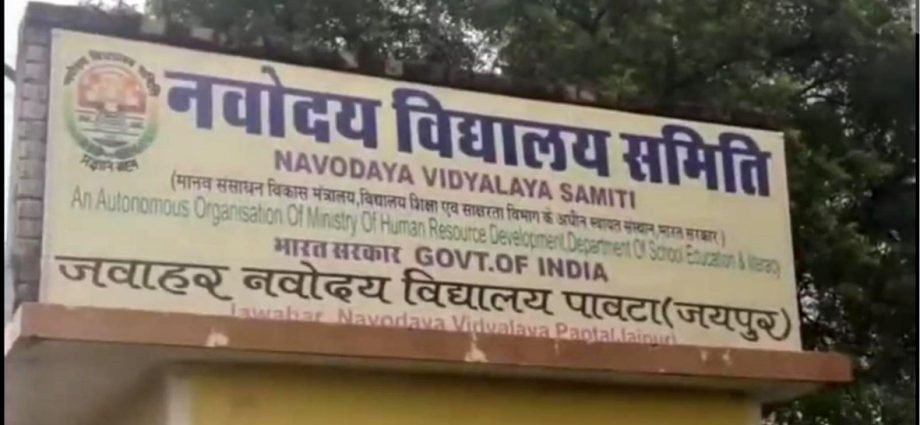 नवोदय विद्यालय समिति
NAVODAYA VIDYALAYA SAMITI
(मानव संसाधन विकास मंत्रालय,विद्यालय शिक्षा एव साक्षरता विभाग के अधीन स्वायत संस्थान,भारत सरकार )
An Autonomous Organisation Of Ministry Of Human Resource Development,Department Of School Education & literacy
भारत सरकार GOVT.OF INDIA
जवाहर नवोदय विद्यालय पावटा(जयपुर)
Jawahar Navodaya Vidyalaya Jaipur)